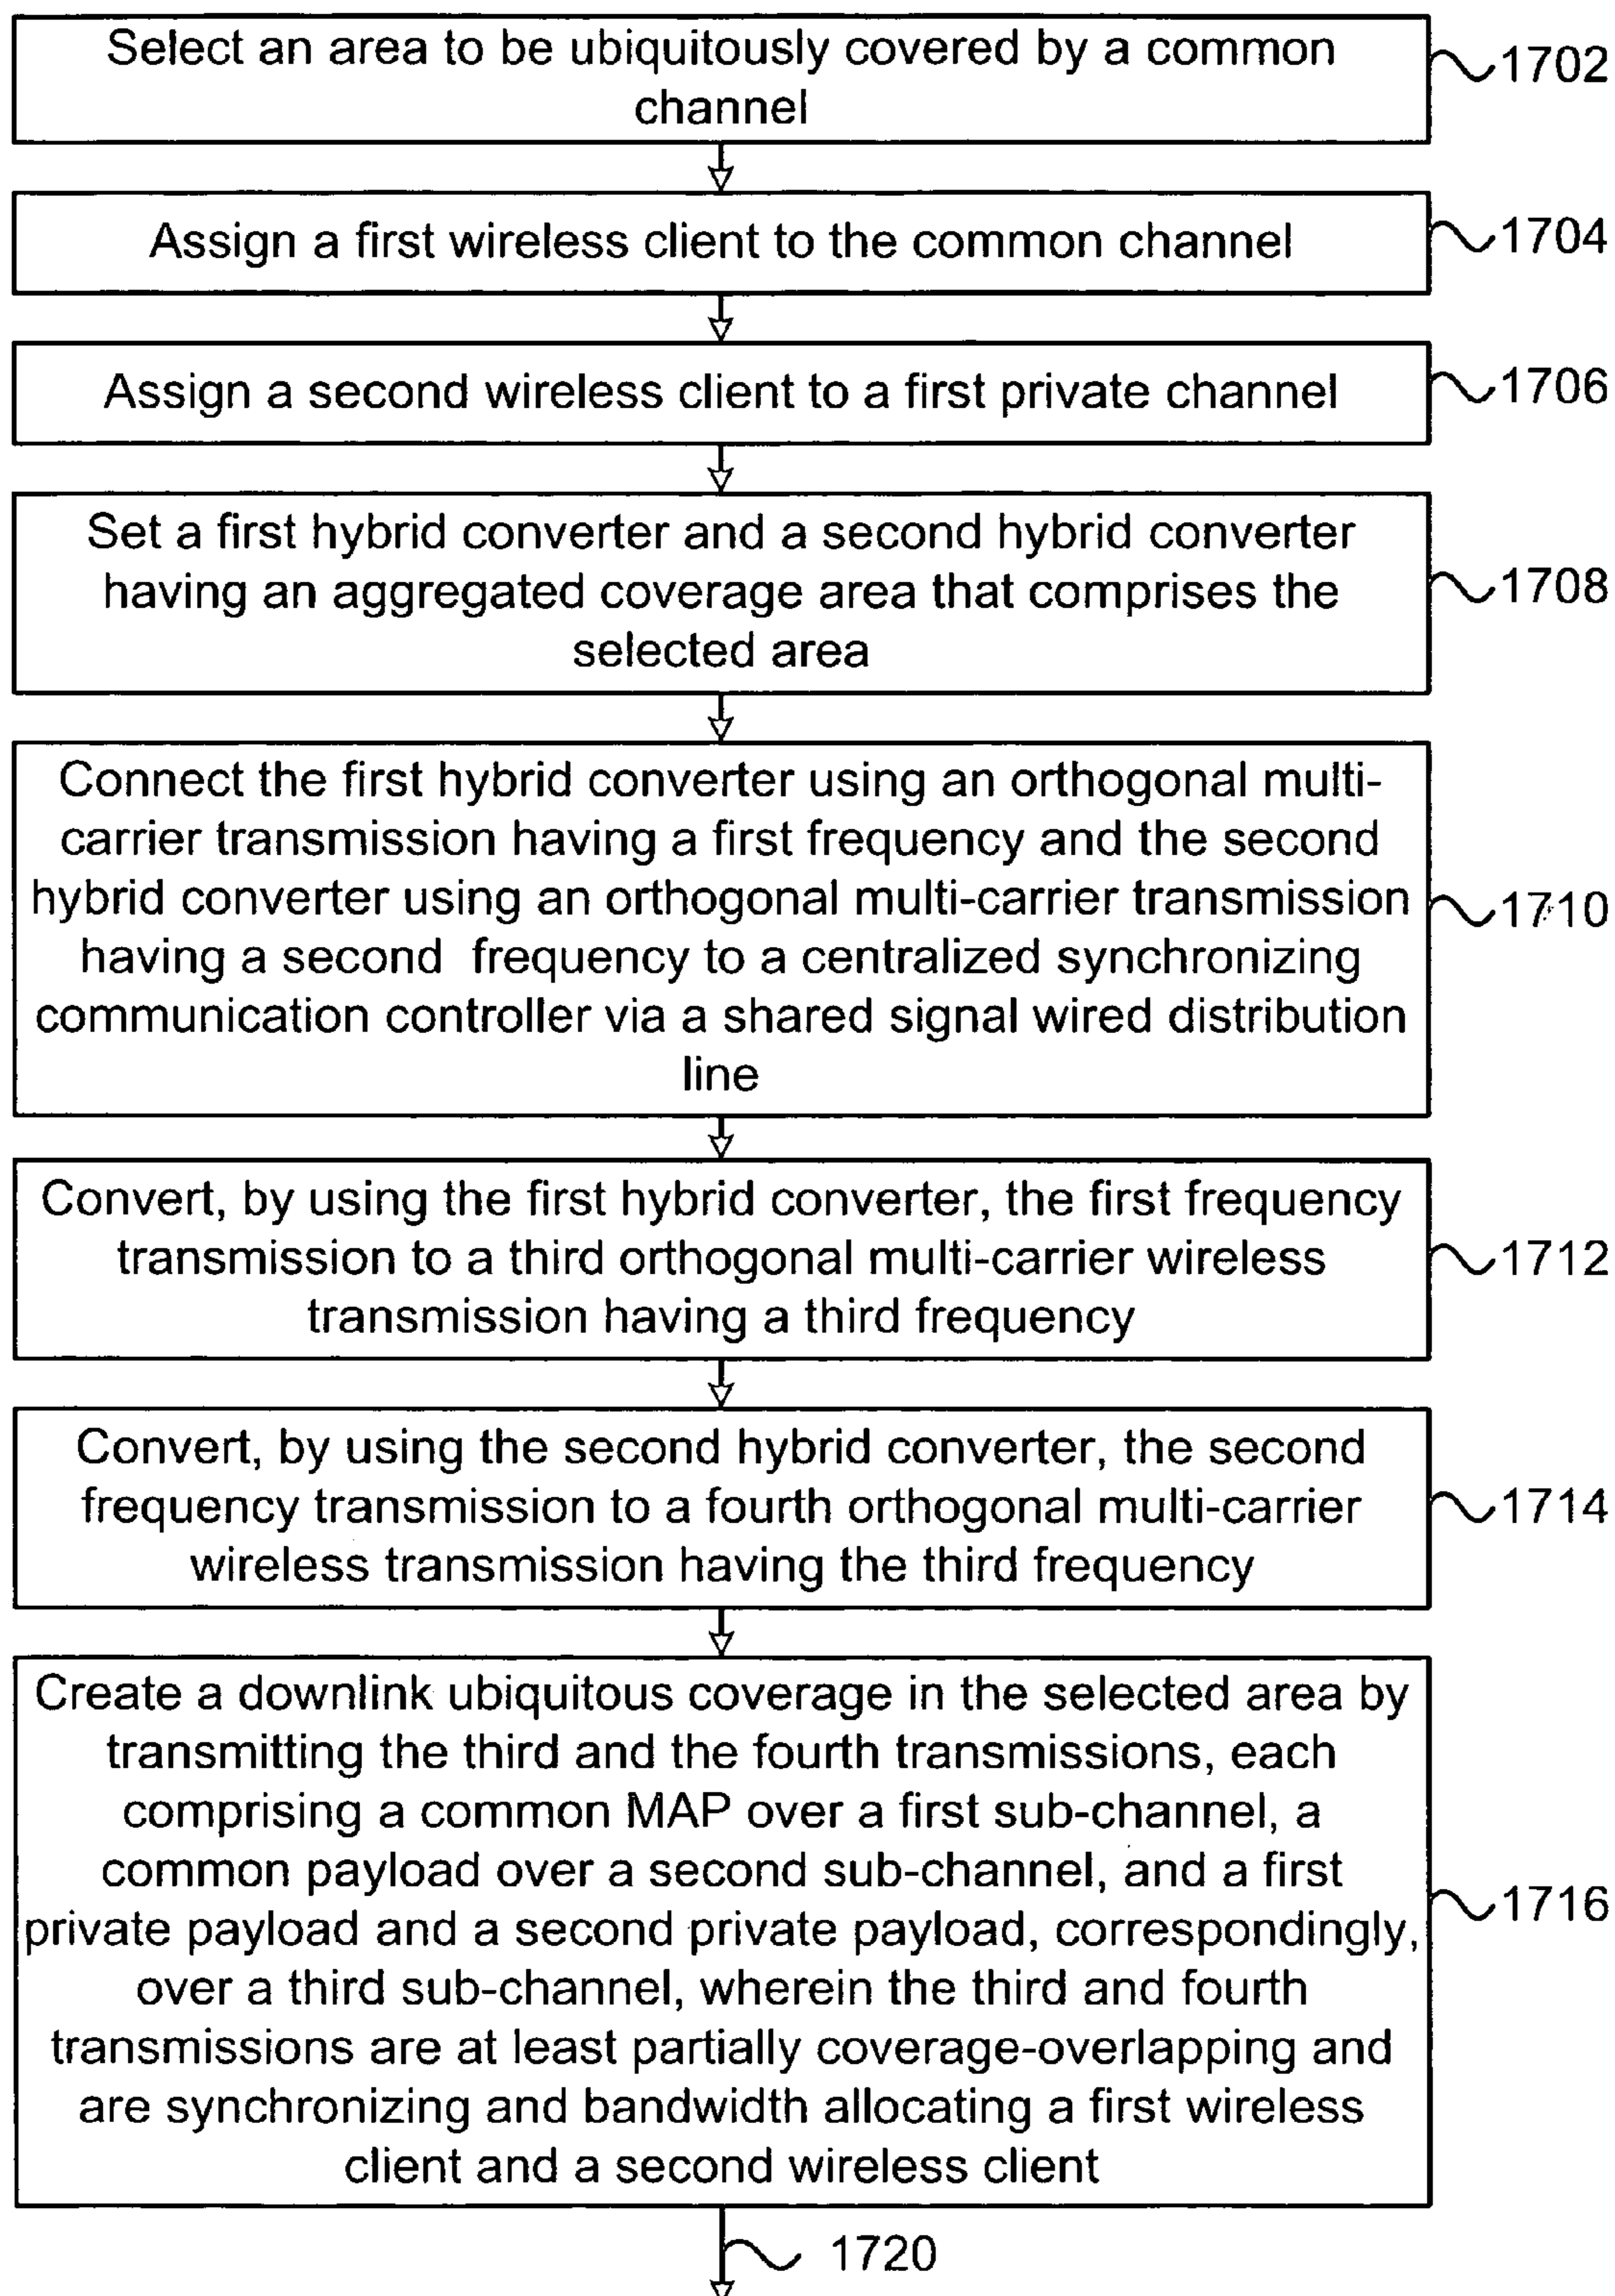 Select an area to be ubiquitously covered by a common
channel
1702
Assign a first wireless client to the common channel
1704
Assign a second wireless client to a first private channel
1706
Set a first hybrid converter and a second hybrid converter
having an aggregated coverage area that comprises the
selected area
1708
Connect the first hybrid converter using an orthogonal multi-
carrier transmission having a first frequency and the second
hybrid converter using an orthogonal multi-carrier transmission
having a second frequency to a centralized synchronizing
communication controller via a shared signal wired distribution
line
1710
Convert, by using the first hybrid converter, the first frequency
transmission to a third orthogonal multi-carrier wireless
transmission having a third frequency
1712
Convert, by using the second hybrid converter, the second
frequency transmission to a fourth orthogonal multi-carrier
wireless transmission having the third frequency
1714
Create a downlink ubiquitous coverage in the selected area by
transmitting the third and the fourth transmissions, each
comprising a common MAP over a first sub-channel, a
common payload over a second sub-channel, and a first
private payload and a second private payload, correspondingly,
over a third sub-channel, wherein the third and fourth
transmissions are at least partially coverage-overlapping and
are synchronizing and bandwidth allocating a first wireless
client and a second wireless client
1716
1720